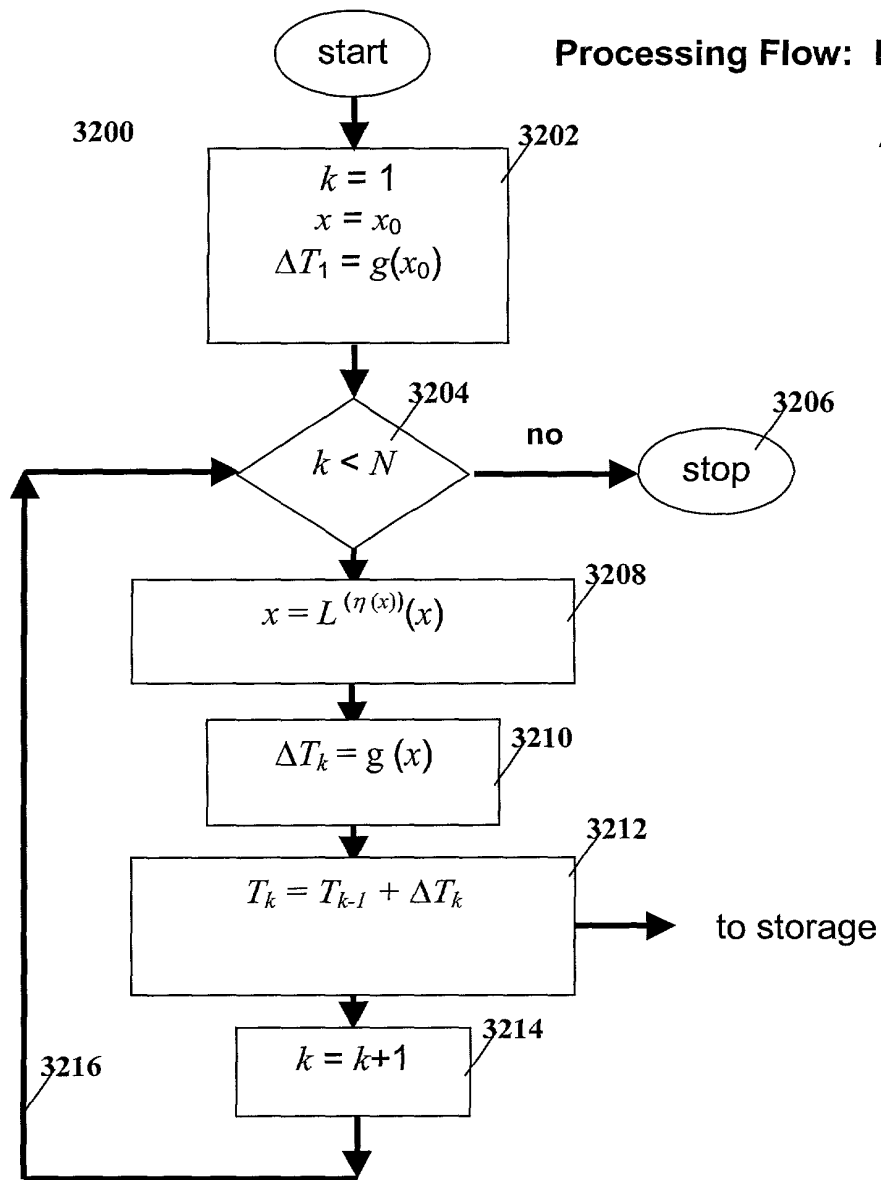 start
Processing Flow:
3200
3202
k = 1
x = x₀
ΔT₁ = g(x₀)
3204
k < N
no
3206
stop
3208
x = L^(η(x))(x)
3210
ΔTₖ = g (x)
3212
Tₖ = Tₖ₋₁ + ΔTₖ
to storage
3214
k = k+1
3216